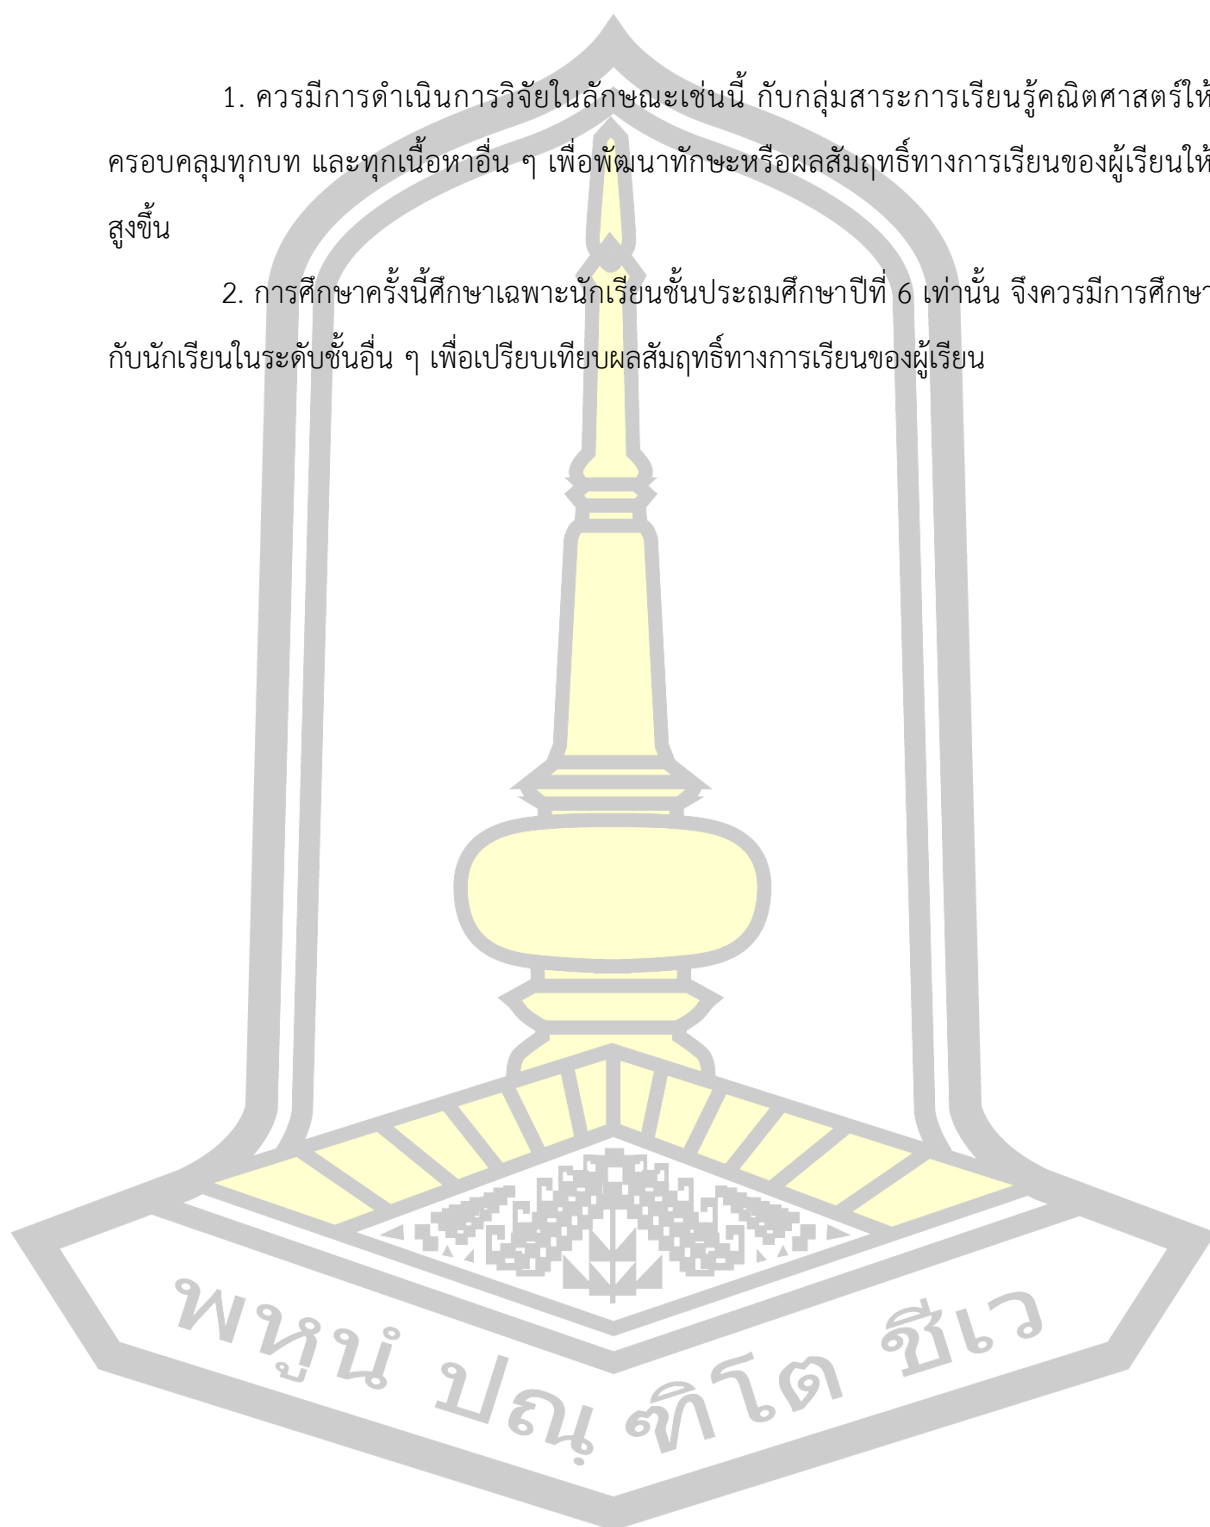 1. ควรมีการดำเนินการวิจัยในลักษณะเช่นนี้ กับกลุ่มสาระการเรียนรู้คณิตศาสตร์ให้
ครอบคลุมทุกบท และทุกเนื้อหาอื่น ๆ เพื่อพัฒนาทักษะหรือผลสัมฤทธิ์ทางการเรียนของผู้เรียนให้
สูงขึ้น
2. การศึกษาครั้งนี้ศึกษาเฉพาะนักเรียนชั้นประถมศึกษาปีที่ 6 เท่านั้น จึงควรมีการศึกษา
กับนักเรียนในระดับชั้นอื่น ๆ เพื่อเปรียบเทียบผลสัมฤทธิ์ทางการเรียนของผู้เรียน
พหูนํ ปณฺ ฑิโต ชีเว